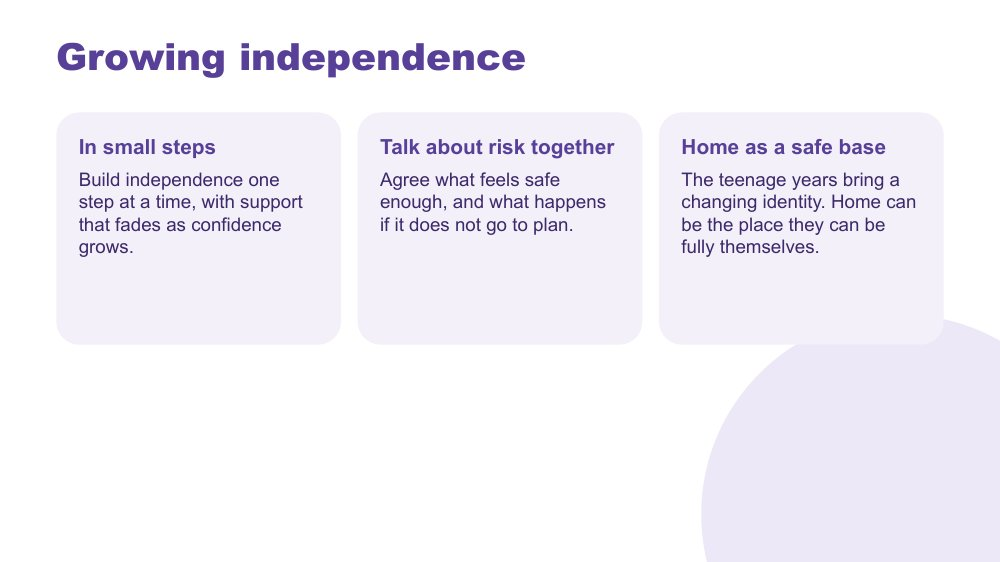 Growing independence
In small steps
Build independence one
step at a time, with support
that fades as confidence
grows.
Talk about risk together
Agree what feels safe
enough, and what happens
if it does not go to plan.
Home as a safe base
The teenage years bring a
changing identity. Home can
be the place they can be
fully themselves.